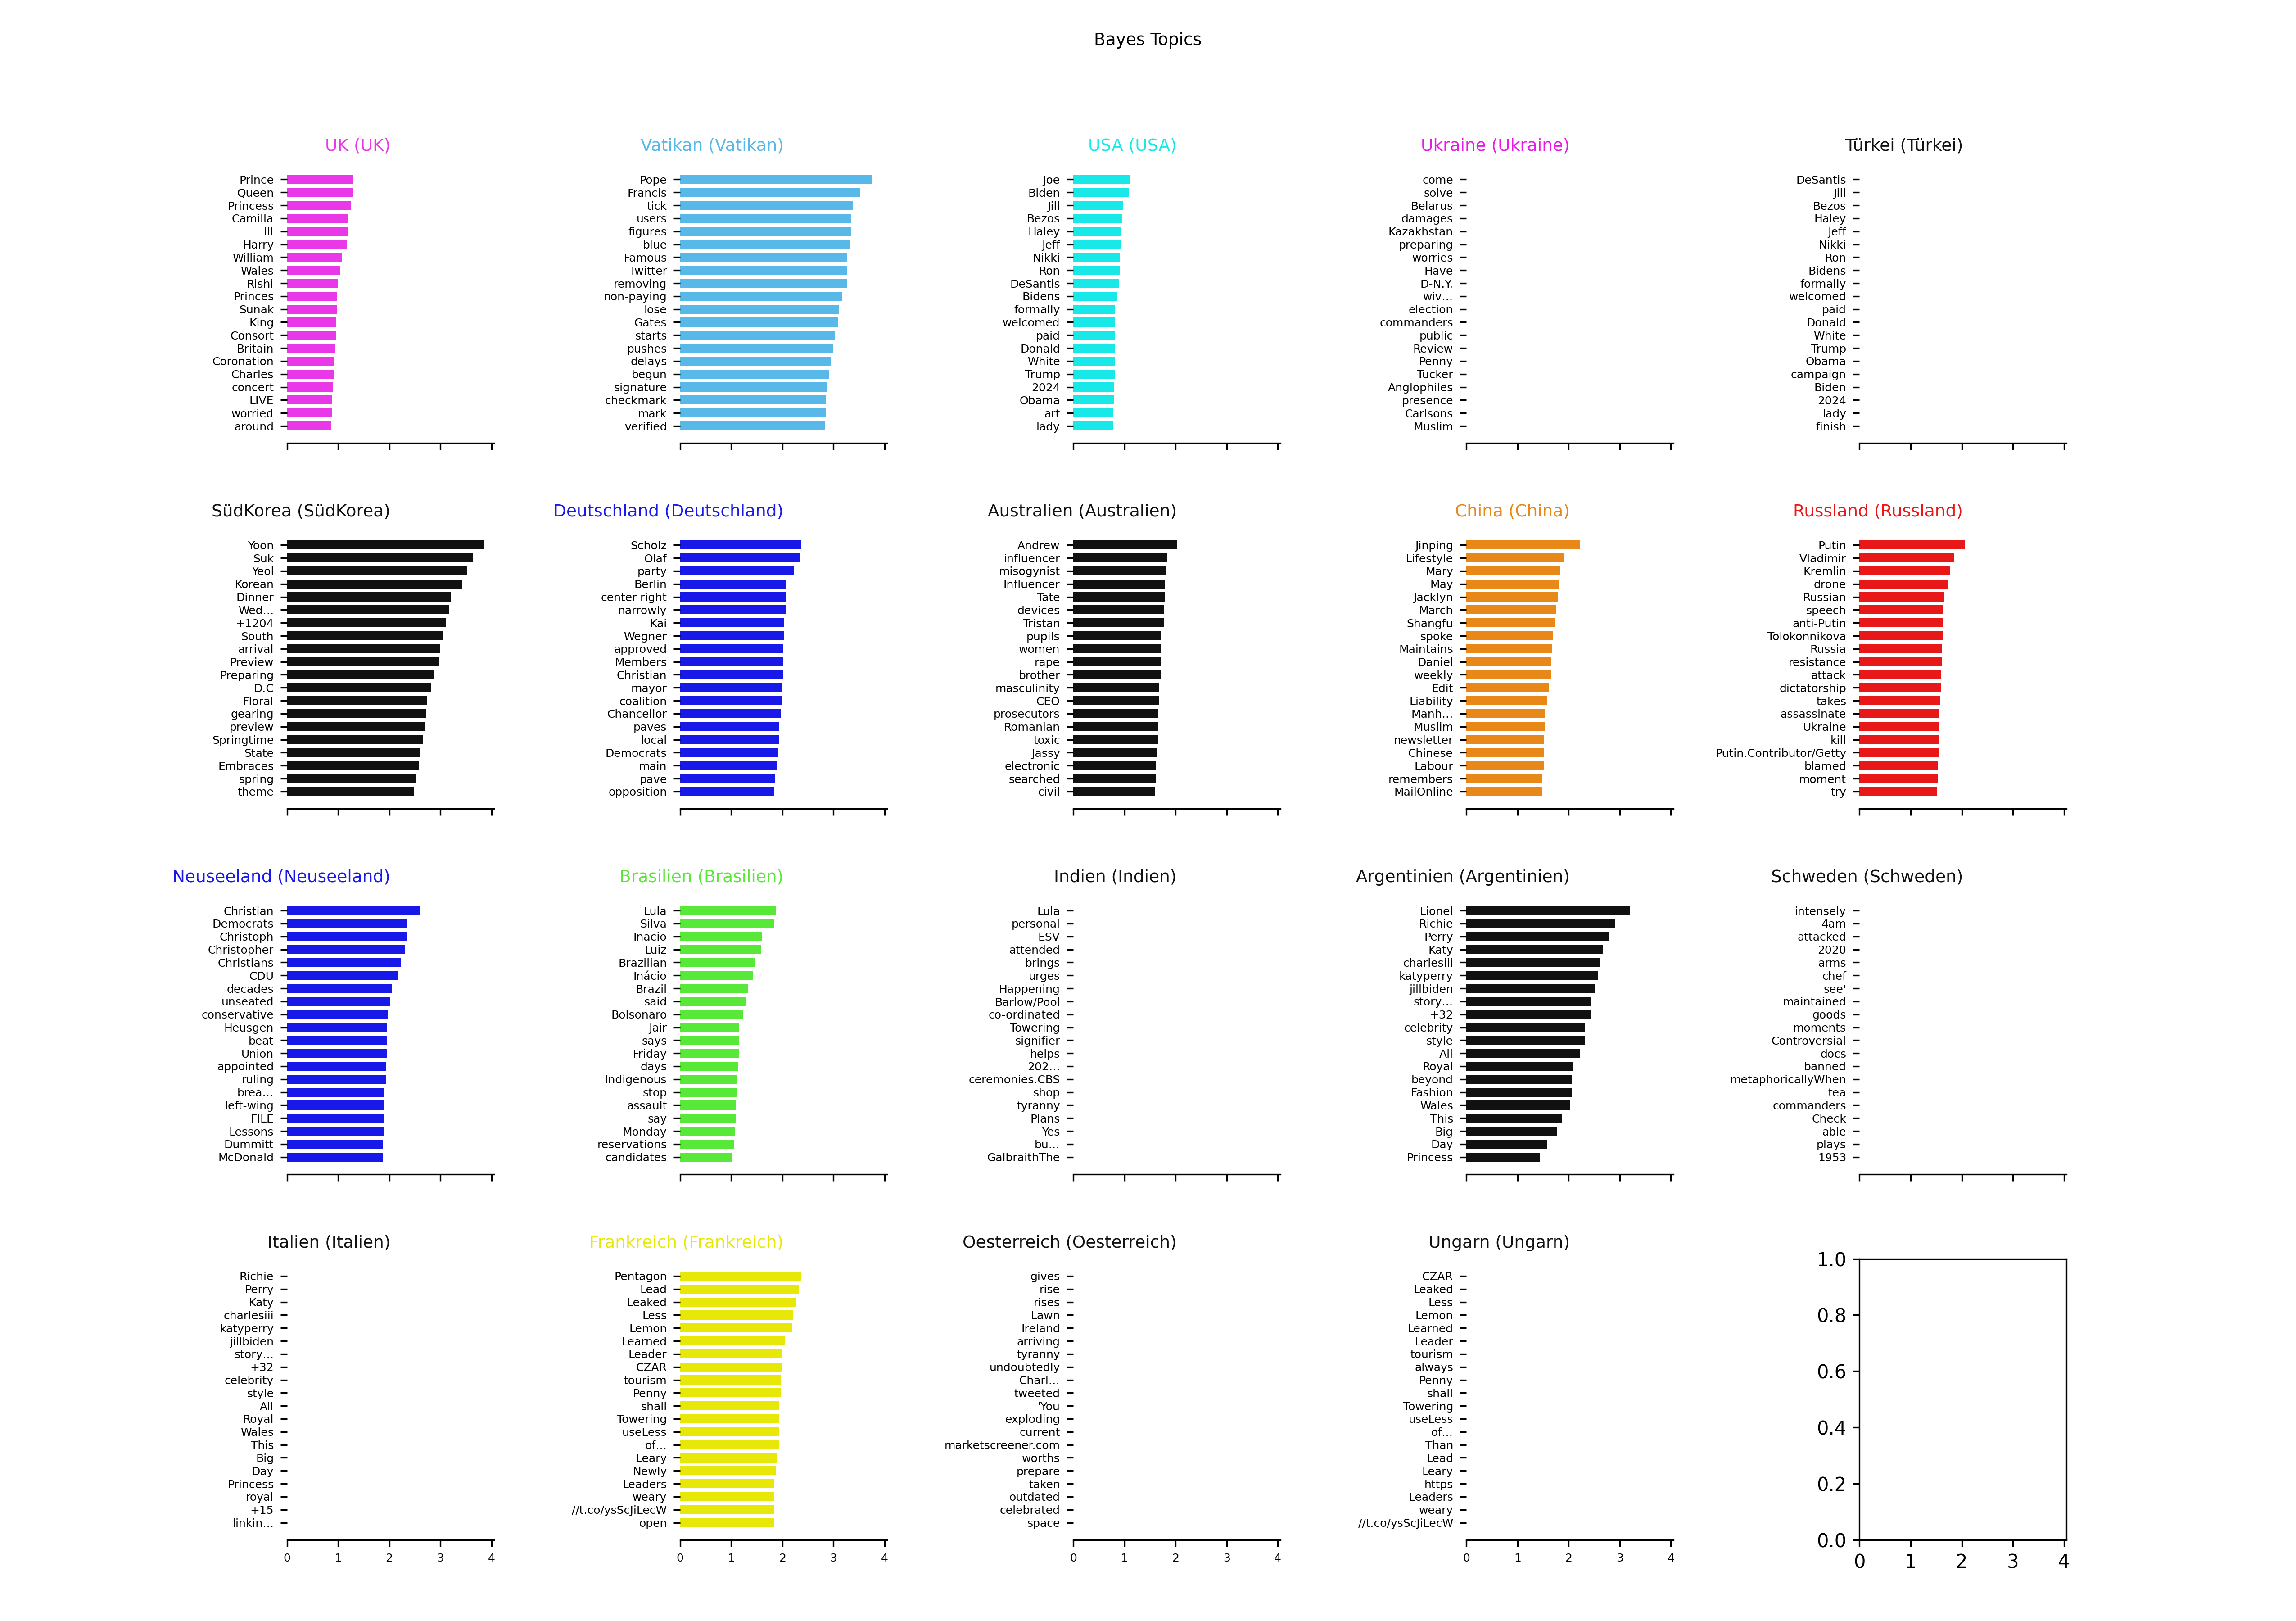 Bayes Topics
UK (UK)
Prince
Queen
Princess
Camilla
III
Harry
William
Wales
Rishi
Princes
Sunak
King
Consort
Britain
Coronation
Charles
concert
LIVE
worried
around
Vatikan (Vatikan)
Pope
Francis
tick
users
figures
blue
Famous
Twitter
removing
non-paying
lose
Gates
starts
pushes
delays
begun
signature
checkmark
mark
verified
USA (USA)
Joe
Biden
Jill
Bezos
Haley
Jeff
Nikki
Ron
DeSantis
Bidens
formally
welcomed
paid
Donald
White
Trump
2024
Obama
art
lady
Ukraine (Ukraine)
come
solve
Belarus
damages
Kazakhstan
preparing
worries
Have
D-N.Y.
wiv…
election
commanders
public
Review
Penny
Tucker
Anglophiles
presence
Carlsons
Muslim
Türkei (Türkei)
DeSantis
Jill
Bezos
Haley
Jeff
Nikki
Ron
Bidens
formally
welcomed
paid
Donald
White
Trump
Obama
campaign
Biden
2024
lady
finish
SüdKorea (SüdKorea)
Yoon
Suk
Yeol
Korean
Dinner
Wed…
+1204
South
arrival
Preview
Preparing
D.C
Floral
gearing
preview
Springtime
State
Embraces
spring
theme
Deutschland (Deutschland)
Scholz
Olaf
party
Berlin
center-right
narrowly
Kai
Wegner
approved
Members
Christian
mayor
coalition
Chancellor
paves
local
Democrats
main
pave
opposition
Australien (Australien)
Andrew
influencer
misogynist
Influencer
Tate
devices
Tristan
pupils
women
rape
brother
masculinity
CEO
prosecutors
Romanian
toxic
Jassy
electronic
searched
civil
China (China)
Jinping
Lifestyle
Mary
May
Jacklyn
March
Shangfu
spoke
Maintains
Daniel
weekly
Edit
Liability
Manh…
Muslim
newsletter
Chinese
Labour
remembers
MailOnline
Russland (Russland)
Putin
Vladimir
Kremlin
drone
Russian
speech
anti-Putin
Tolokonnikova
Russia
resistance
attack
dictatorship
takes
assassinate
Ukraine
kill
Putin.Contributor/Getty
blamed
moment
try
Neuseeland (Neuseeland)
Christian
Democrats
Christoph
Christopher
Christians
CDU
decades
unseated
conservative
Heusgen
beat
Union
appointed
ruling
brea…
left-wing
FILE
Lessons
Dummitt
McDonald
Brasilien (Brasilien)
Lula
Silva
Inacio
Luiz
Brazilian
Inácio
Brazil
said
Bolsonaro
Jair
says
Friday
days
Indigenous
stop
assault
say
Monday
reservations
candidates
Indien (Indien)
Lula
personal
ESV
attended
brings
urges
Happening
Barlow/Pool
co-ordinated
Towering
signifier
helps
202…
ceremonies.CBS
shop
tyranny
Plans
Yes
bu…
GalbraithThe
Argentinien (Argentinien)
Lionel
Richie
Perry
Katy
charlesiii
katyperry
jillbiden
story…
+32
celebrity
style
All
Royal
beyond
Fashion
Wales
This
Big
Day
Princess
Schweden (Schweden)
intensely
4am
attacked
2020
arms
chef
see'
maintained
goods
moments
Controversial
docs
banned
metaphoricallyWhen
tea
commanders
Check
able
plays
1953
Italien (Italien)
Richie
Perry
Katy
charlesiii
katyperry
jillbiden
story…
+32
celebrity
style
All
Royal
Wales
This
Big
Day
Princess
royal
+15
linkin…
0 1 2 3 4
Frankreich (Frankreich)
Pentagon
Lead
Leaked
Less
Lemon
Learned
Leader
CZAR
tourism
Penny
shall
Towering
useLess
of…
Leary
Newly
Leaders
weary
//t.co/ysScJiLecW
open
0 1 2 3 4
Oesterreich (Oesterreich)
gives
rise
rises
Lawn
Ireland
arriving
tyranny
undoubtedly
Charl…
tweeted
'You
exploding
current
marketscreener.com
worths
prepare
taken
outdated
celebrated
space
0 1 2 3 4
Ungarn (Ungarn)
CZAR
Leaked
Less
Lemon
Learned
Leader
tourism
always
Penny
shall
Towering
useLess
of…
Than
Lead
Leary
https
Leaders
weary
//t.co/ysScJiLecW
0 1 2 3 4
1.0
0.8
0.6
0.4
0.2
0.0
0 1 2 3 4